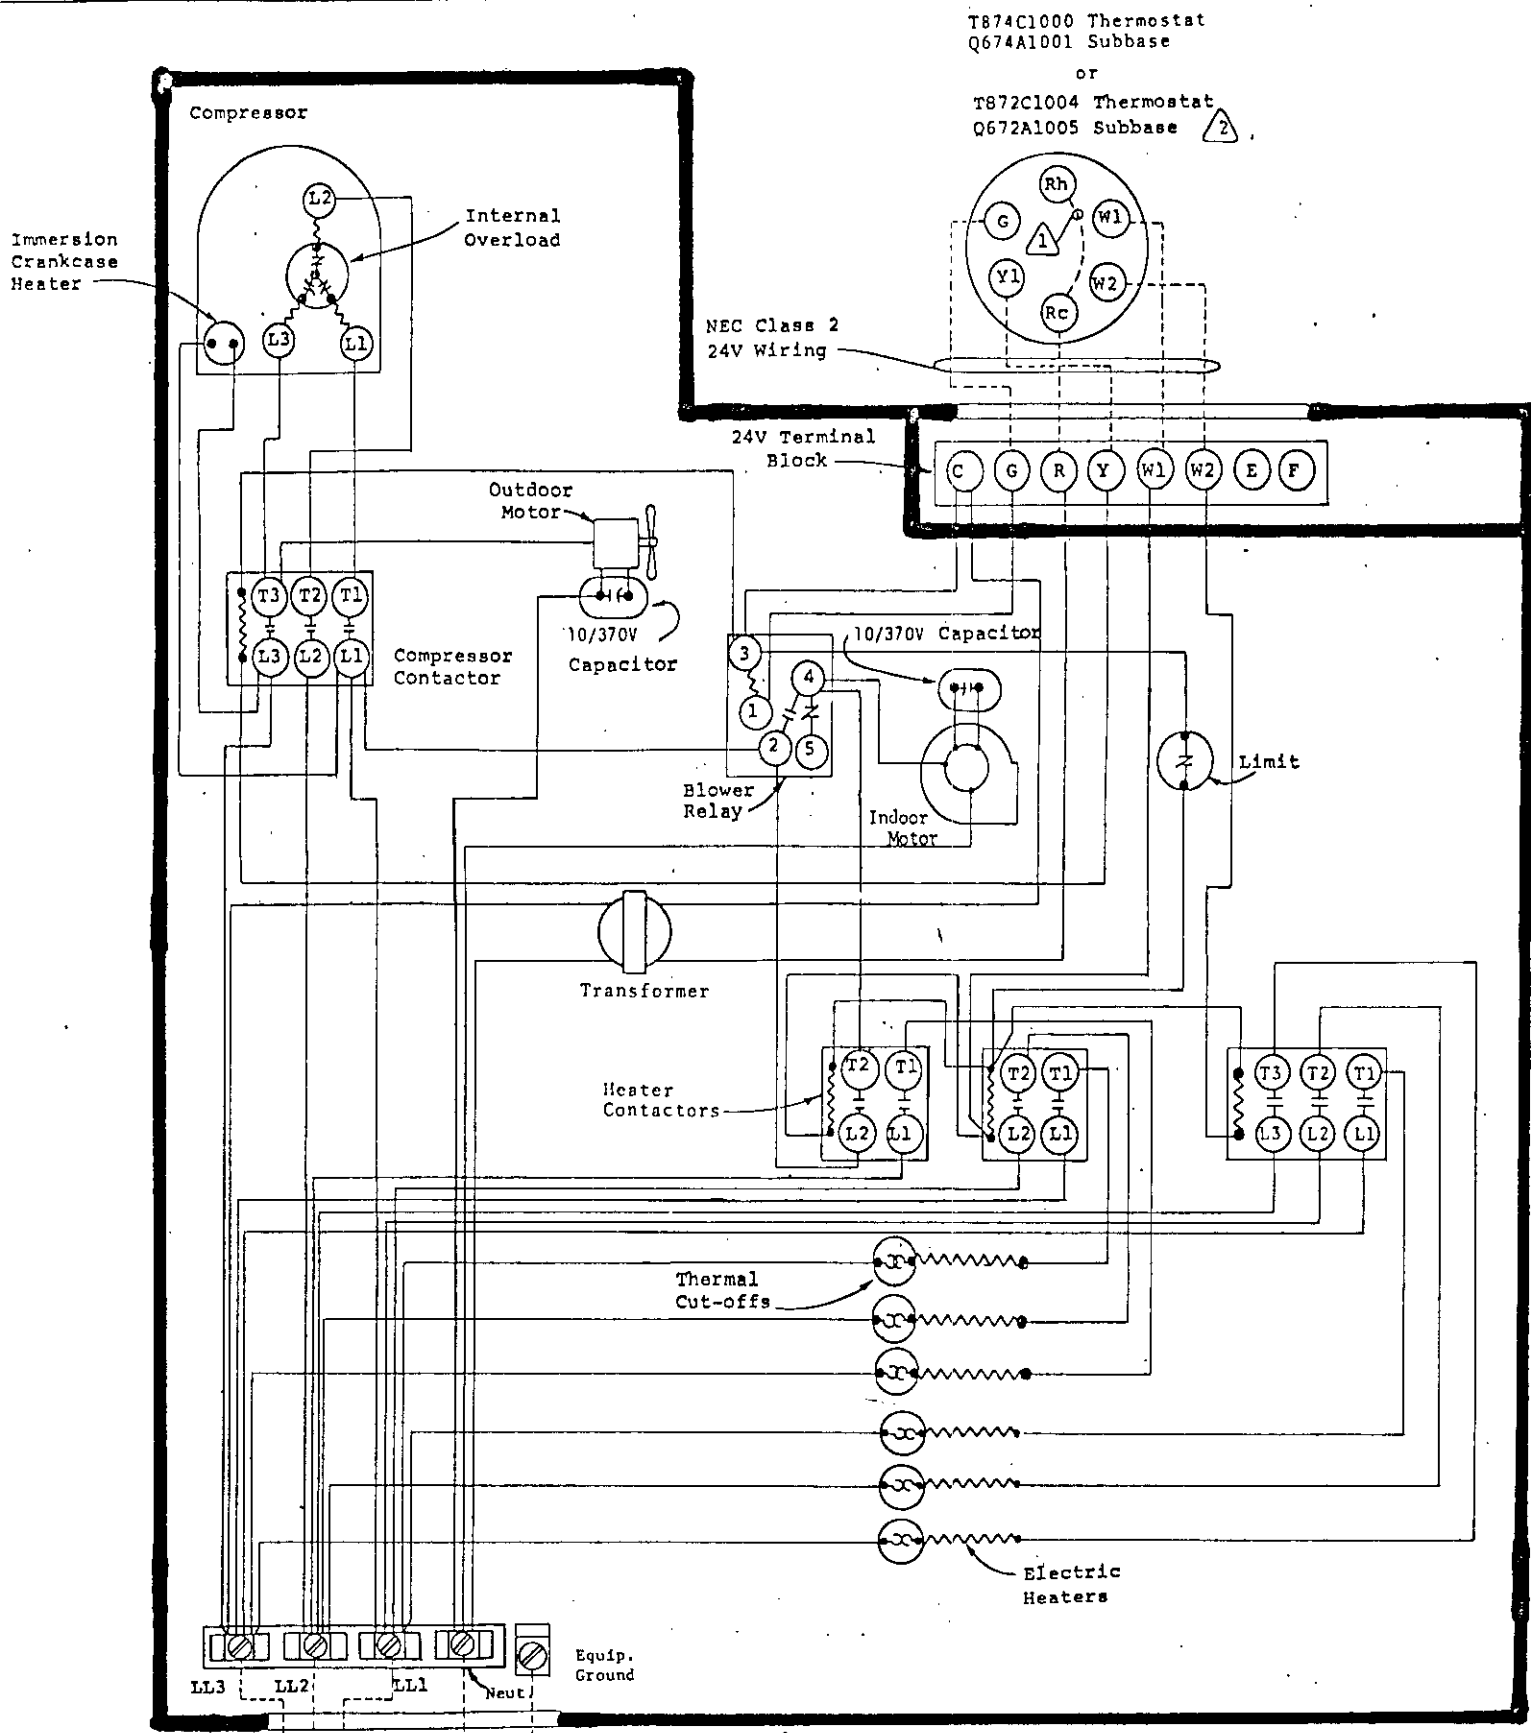 T874C1000 Thermostat
Q674A1001 Subbase
or
T872C1004 Thermostat
Q672A1005 Subbase
2
Compressor
Rh
G
W1
1
Y1
W2
Rc
L2
Internal
Overload
Immersion
Crankcase
Heater
L3
L1
NEC Class 2
24V Wiring
24V Terminal
Block
C
G
R
Y
W1
W2
E
F
Outdoor
Motor
T3
T2
T1
10/370V
Capacitor
10/370V Capacitor
L3
L2
L1
Compressor
Contactor
3
4
1
2
5
Limit
Blower
Relay
Indoor
Motor
Transformer
Heater
Contactors
T2
T1
L2
L1
T2
T1
L2
L1
T3
T2
T1
L3
L2
L1
Thermal
Cut-offs
Electric
Heaters
Equip.
Ground
LL3
LL2
LL1
Neut.